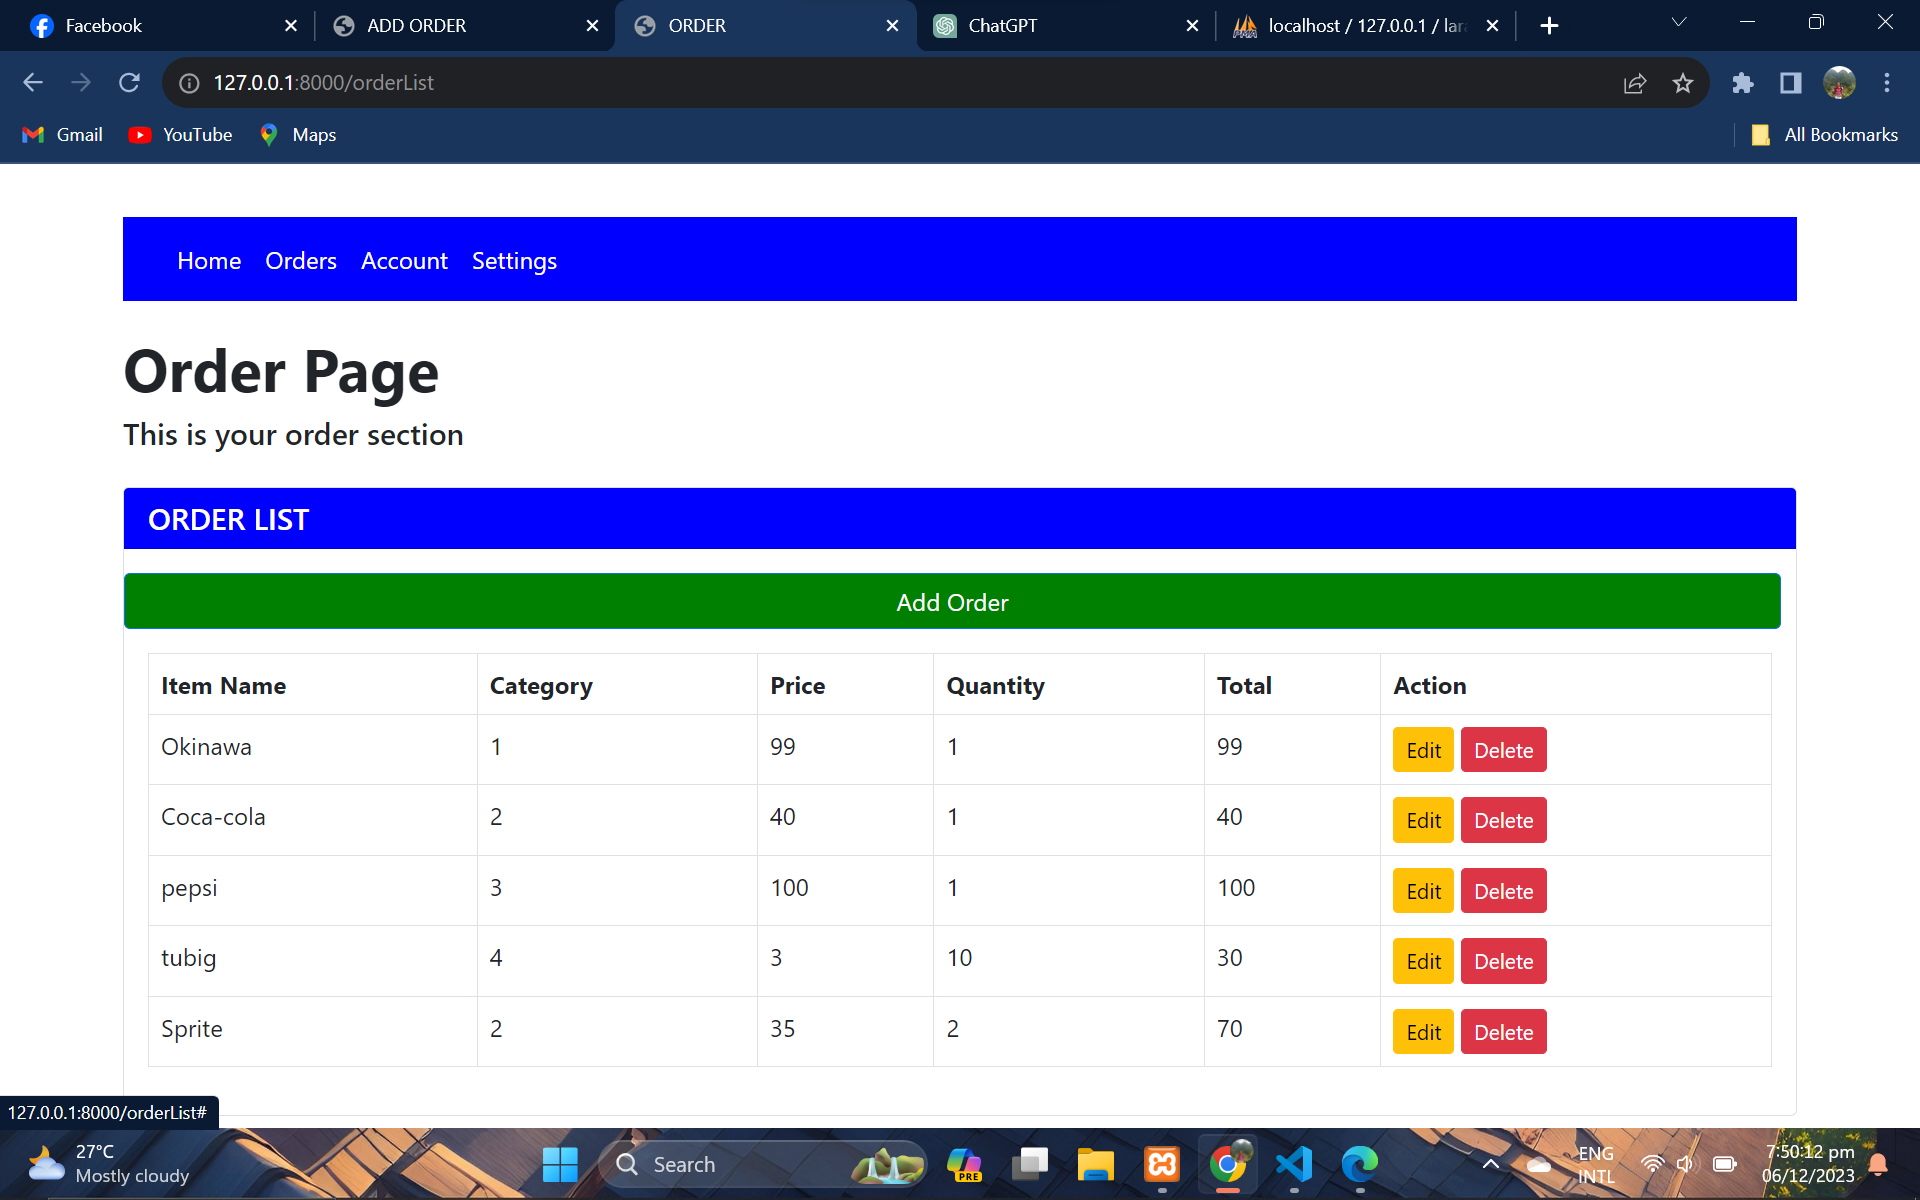 Facebook
ADD ORDER
ORDER
ChatGPT
localhost / 127.0.0.1 / lar
127.0.0.1:8000/orderList
Gmail
YouTube
Maps
All Bookmarks
Home Orders Account Settings
Order Page
This is your order section
ORDER LIST
Add Order
Item Name Category Price Quantity Total Action
Okinawa 1 99 1 99 Edit Delete
Coca-cola 2 40 1 40 Edit Delete
pepsi 3 100 1 100 Edit Delete
tubig 4 3 10 30 Edit Delete
Sprite 2 35 2 70 Edit Delete
127.0.0.1:8000/orderList#
27°C
Mostly cloudy
Search
PRE
ENG
INTL
7:50:12 pm
06/12/2023